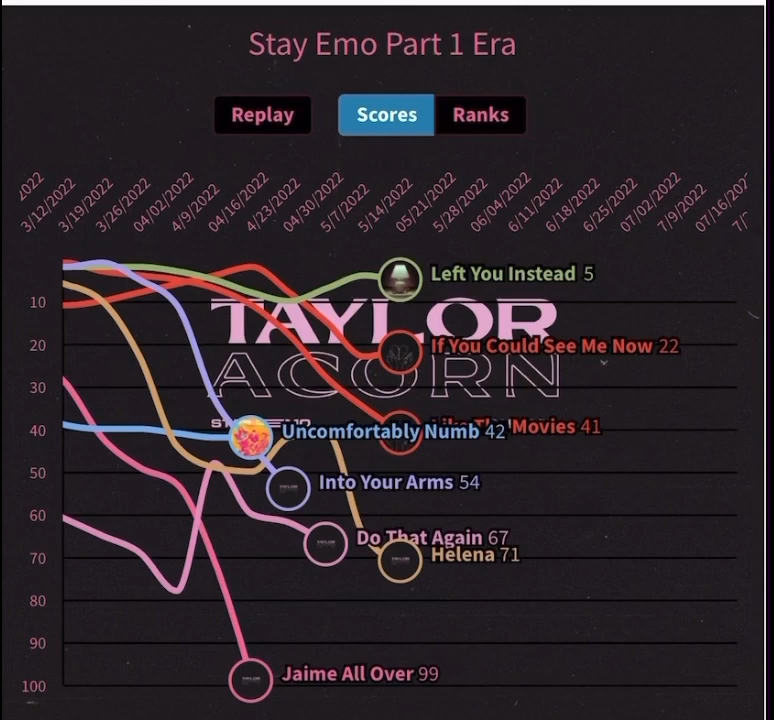 Stay Emo Part 1 Era
Replay
Scores
Ranks
2022
3/12/2022
3/19/2022
3/26/2022
04/02/2022
4/9/2022
04/16/2022
4/23/2022
04/30/2022
5/7/2022
5/14/2022
05/21/2022
5/28/2022
06/04/2022
6/11/2022
6/18/2022
6/25/2022
07/02/2022
7/9/2022
07/16/202
7/
Left You Instead 5
10
TAYLOR
20
If You Could See Me Now 22
ACORN
30
Movies 41
40
Uncomfortably Numb 42
50
Into Your Arms 54
60
Do That Again 67
Helena 71
70
80
90
Jaime All Over 99
100